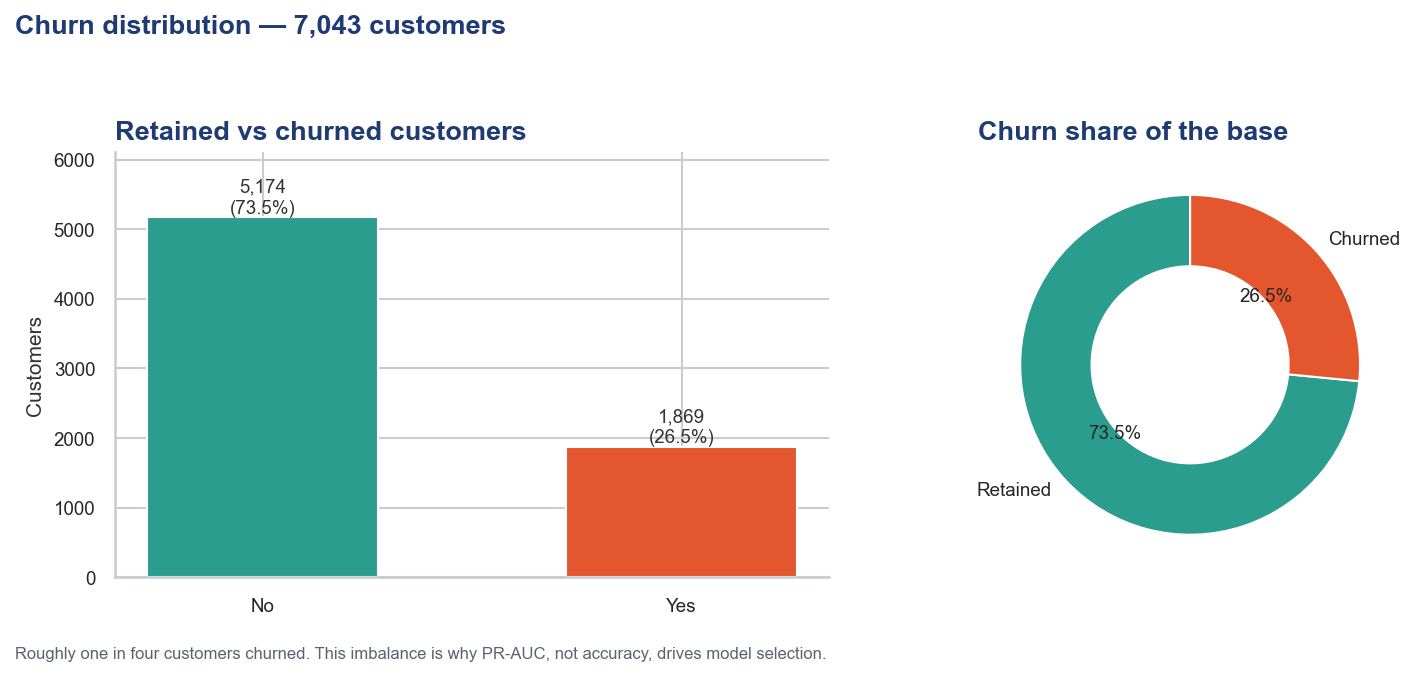 Churn distribution — 7,043 customers
Retained vs churned customers
6000
5000
4000
3000
2000
1000
0
Customers
5,174
(73.5%)
1,869
(26.5%)
No
Yes
Churn share of the base
Churned
26.5%
73.5%
Retained
Roughly one in four customers churned. This imbalance is why PR-AUC, not accuracy, drives model selection.